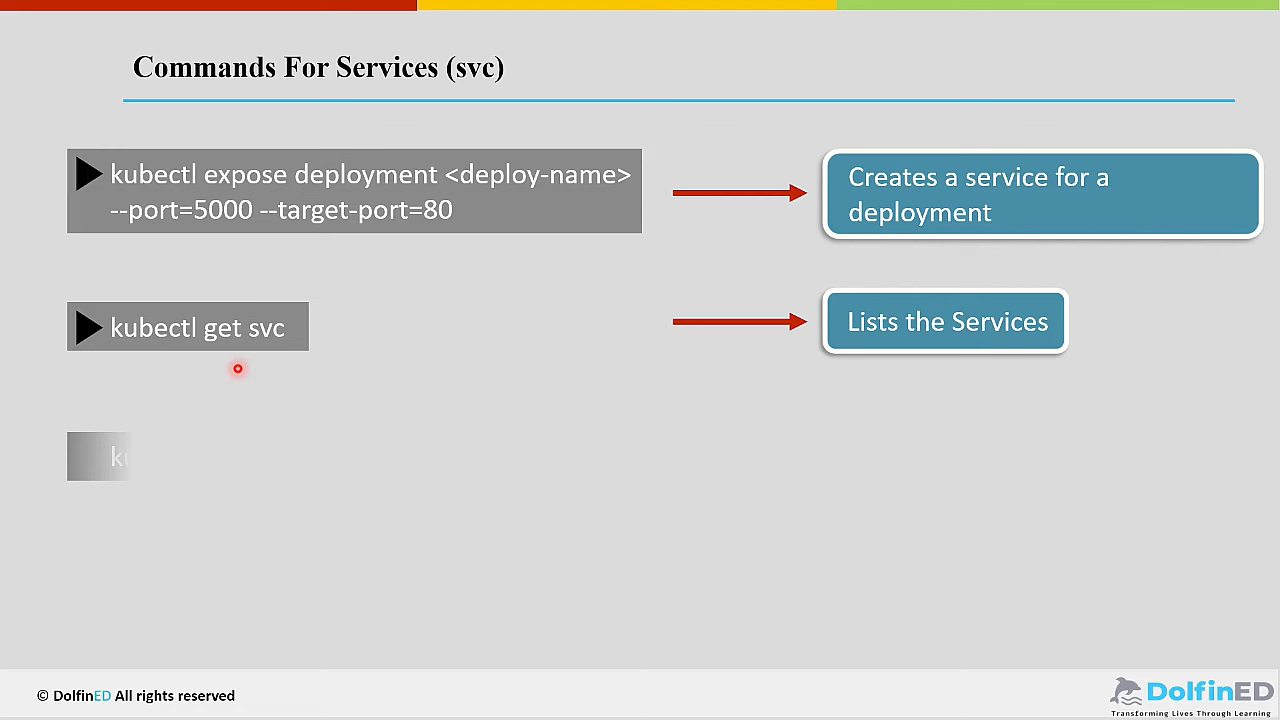 Commands For Services (svc)
kubectl expose deployment <deploy-name>
--port=5000 --target-port=80
Creates a service for a
deployment
kubectl get svc
Lists the Services
© DolfinED All rights reserved
DolfinED
Transforming Lives Through Learning